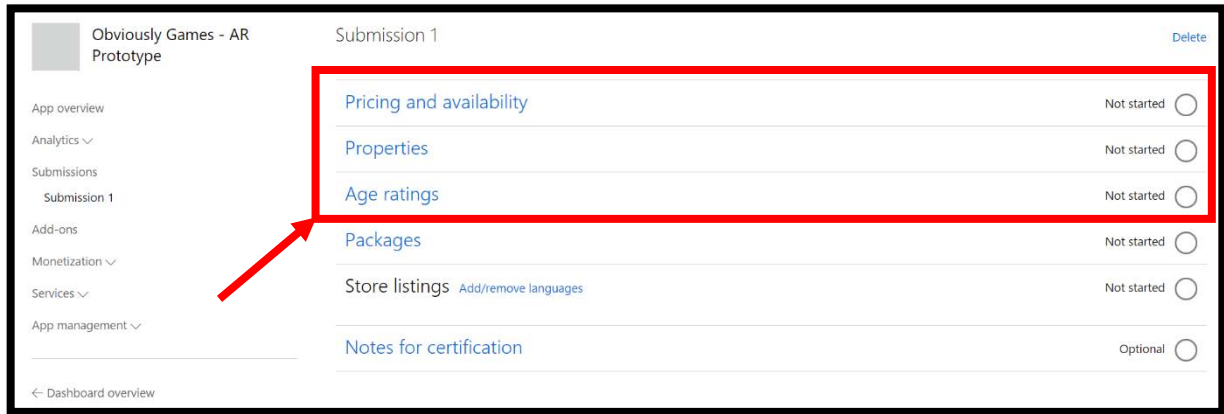 Obviously Games - AR
Prototype
App overview
Analytics
Submissions
Submission 1
Add-ons
Monetization
Services
App management
← Dashboard overview
Submission 1
Delete
Pricing and availability
Not started
Properties
Not started
Age ratings
Not started
Packages
Not started
Store listings Add/remove languages
Not started
Notes for certification
Optional